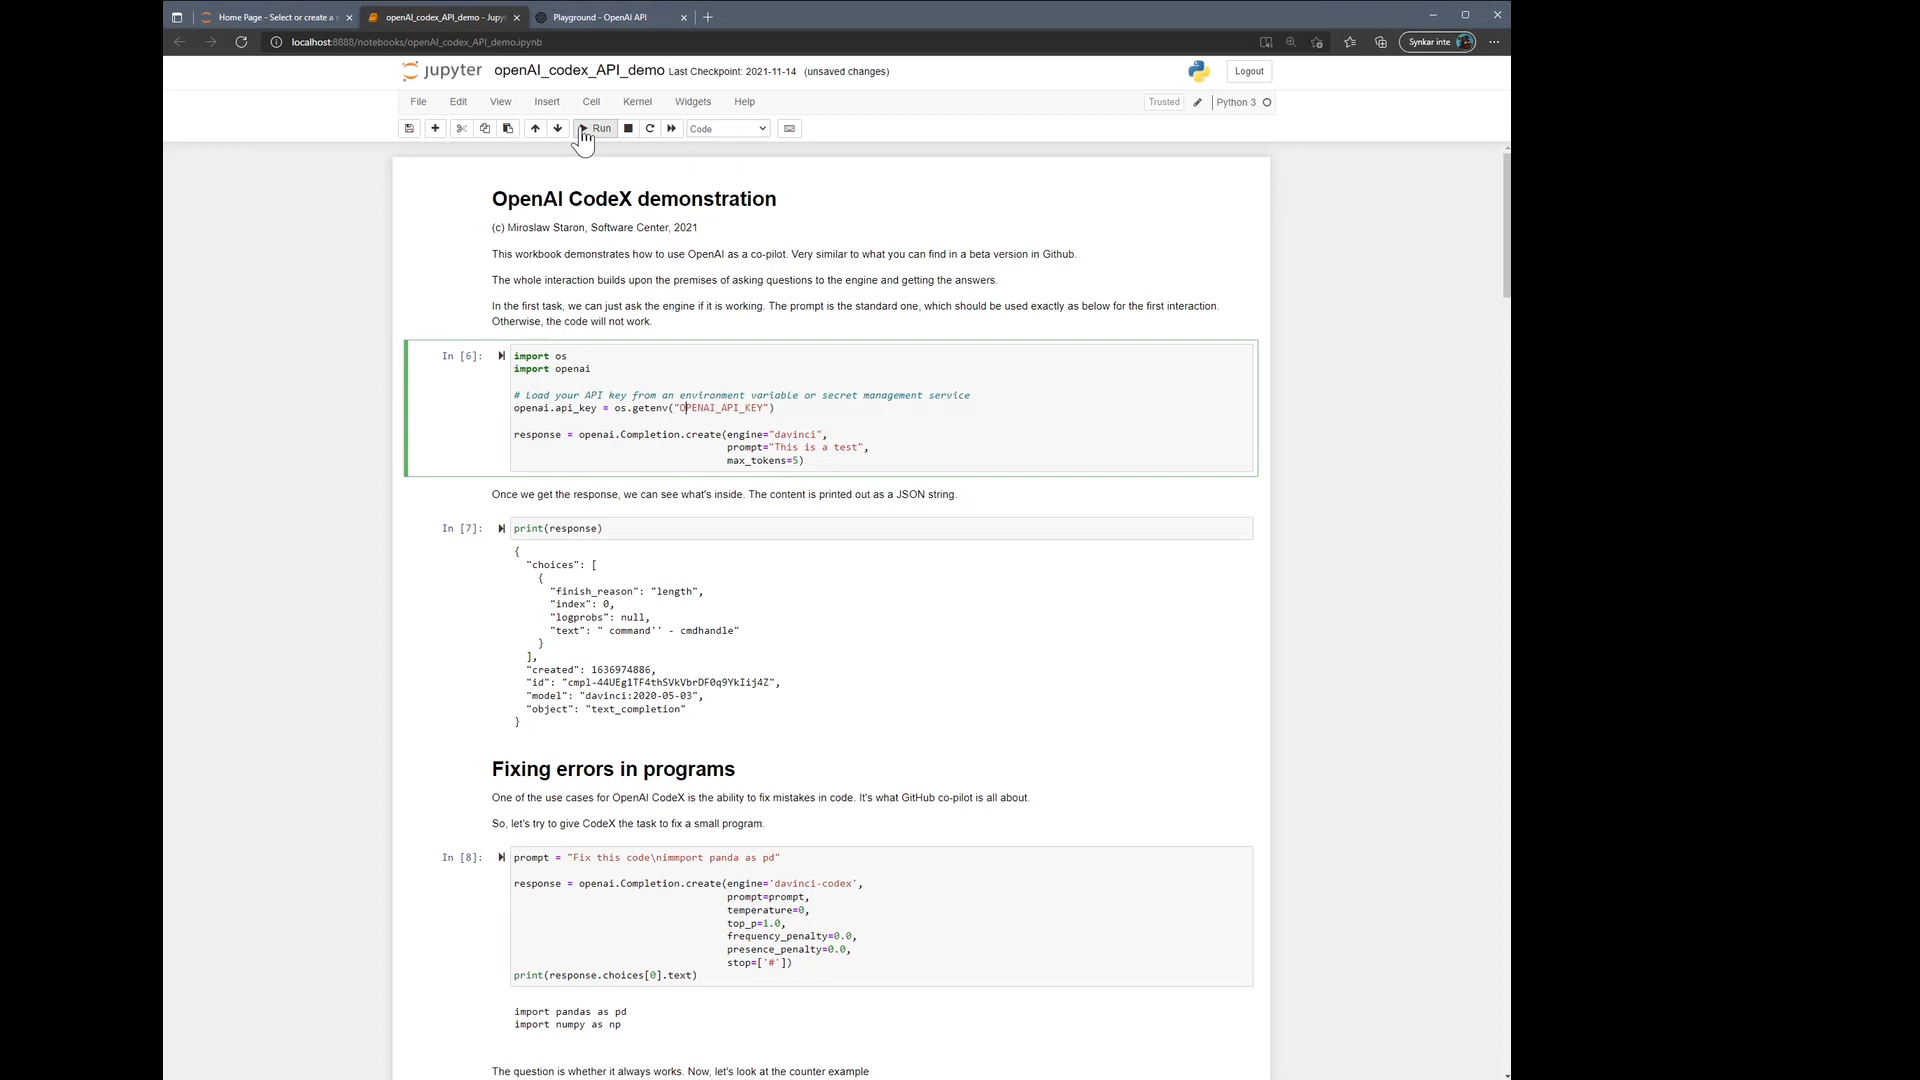 Home Page - Select or create a n
openAI_codex_API_demo - Jupyt
Playground - OpenAI API
localhost:8888/notebooks/openAI_codex_API_demo.ipynb
Synkar inte
jupyter openAI_codex_API_demo Last Checkpoint: 2021-11-14 (unsaved changes)
Logout
File Edit View Insert Cell Kernel Widgets Help
Trusted
Python 3
Run
Code
OpenAI CodeX demonstration
(c) Miroslaw Staron, Software Center, 2021
This workbook demonstrates how to use OpenAI as a co-pilot. Very similar to what you can find in a beta version in Github.
The whole interaction builds upon the premises of asking questions to the engine and getting the answers.
In the first task, we can just ask the engine if it is working. The prompt is the standard one, which should be used exactly as below for the first interaction.
Otherwise, the code will not work.
In [6]:
import os
import openai
# Load your API key from an environment variable or secret management service
openai.api_key = os.getenv("OPENAI_API_KEY")
response = openai.Completion.create(engine="davinci",
prompt="This is a test",
max_tokens=5)
Once we get the response, we can see what's inside. The content is printed out as a JSON string.
In [7]:
print(response)
{
"choices": [
{
"finish_reason": "length",
"index": 0,
"logprobs": null,
"text": " command'' - cmdhandle"
}
],
"created": 1636974886,
"id": "cmpl-44UEg1TF4thSVkVbrDF0q9YkIij4Z",
"model": "davinci:2020-05-03",
"object": "text_completion"
}
Fixing errors in programs
One of the use cases for OpenAI CodeX is the ability to fix mistakes in code. It's what GitHub co-pilot is all about.
So, let's try to give CodeX the task to fix a small program.
In [8]:
prompt = "Fix this code\nimmport panda as pd"
response = openai.Completion.create(engine='davinci-codex',
prompt=prompt,
temperature=0,
top_p=1.0,
frequency_penalty=0.0,
presence_penalty=0.0,
stop=['#'])
print(response.choices[0].text)
import pandas as pd
import numpy as np
The question is whether it always works. Now, let's look at the counter example